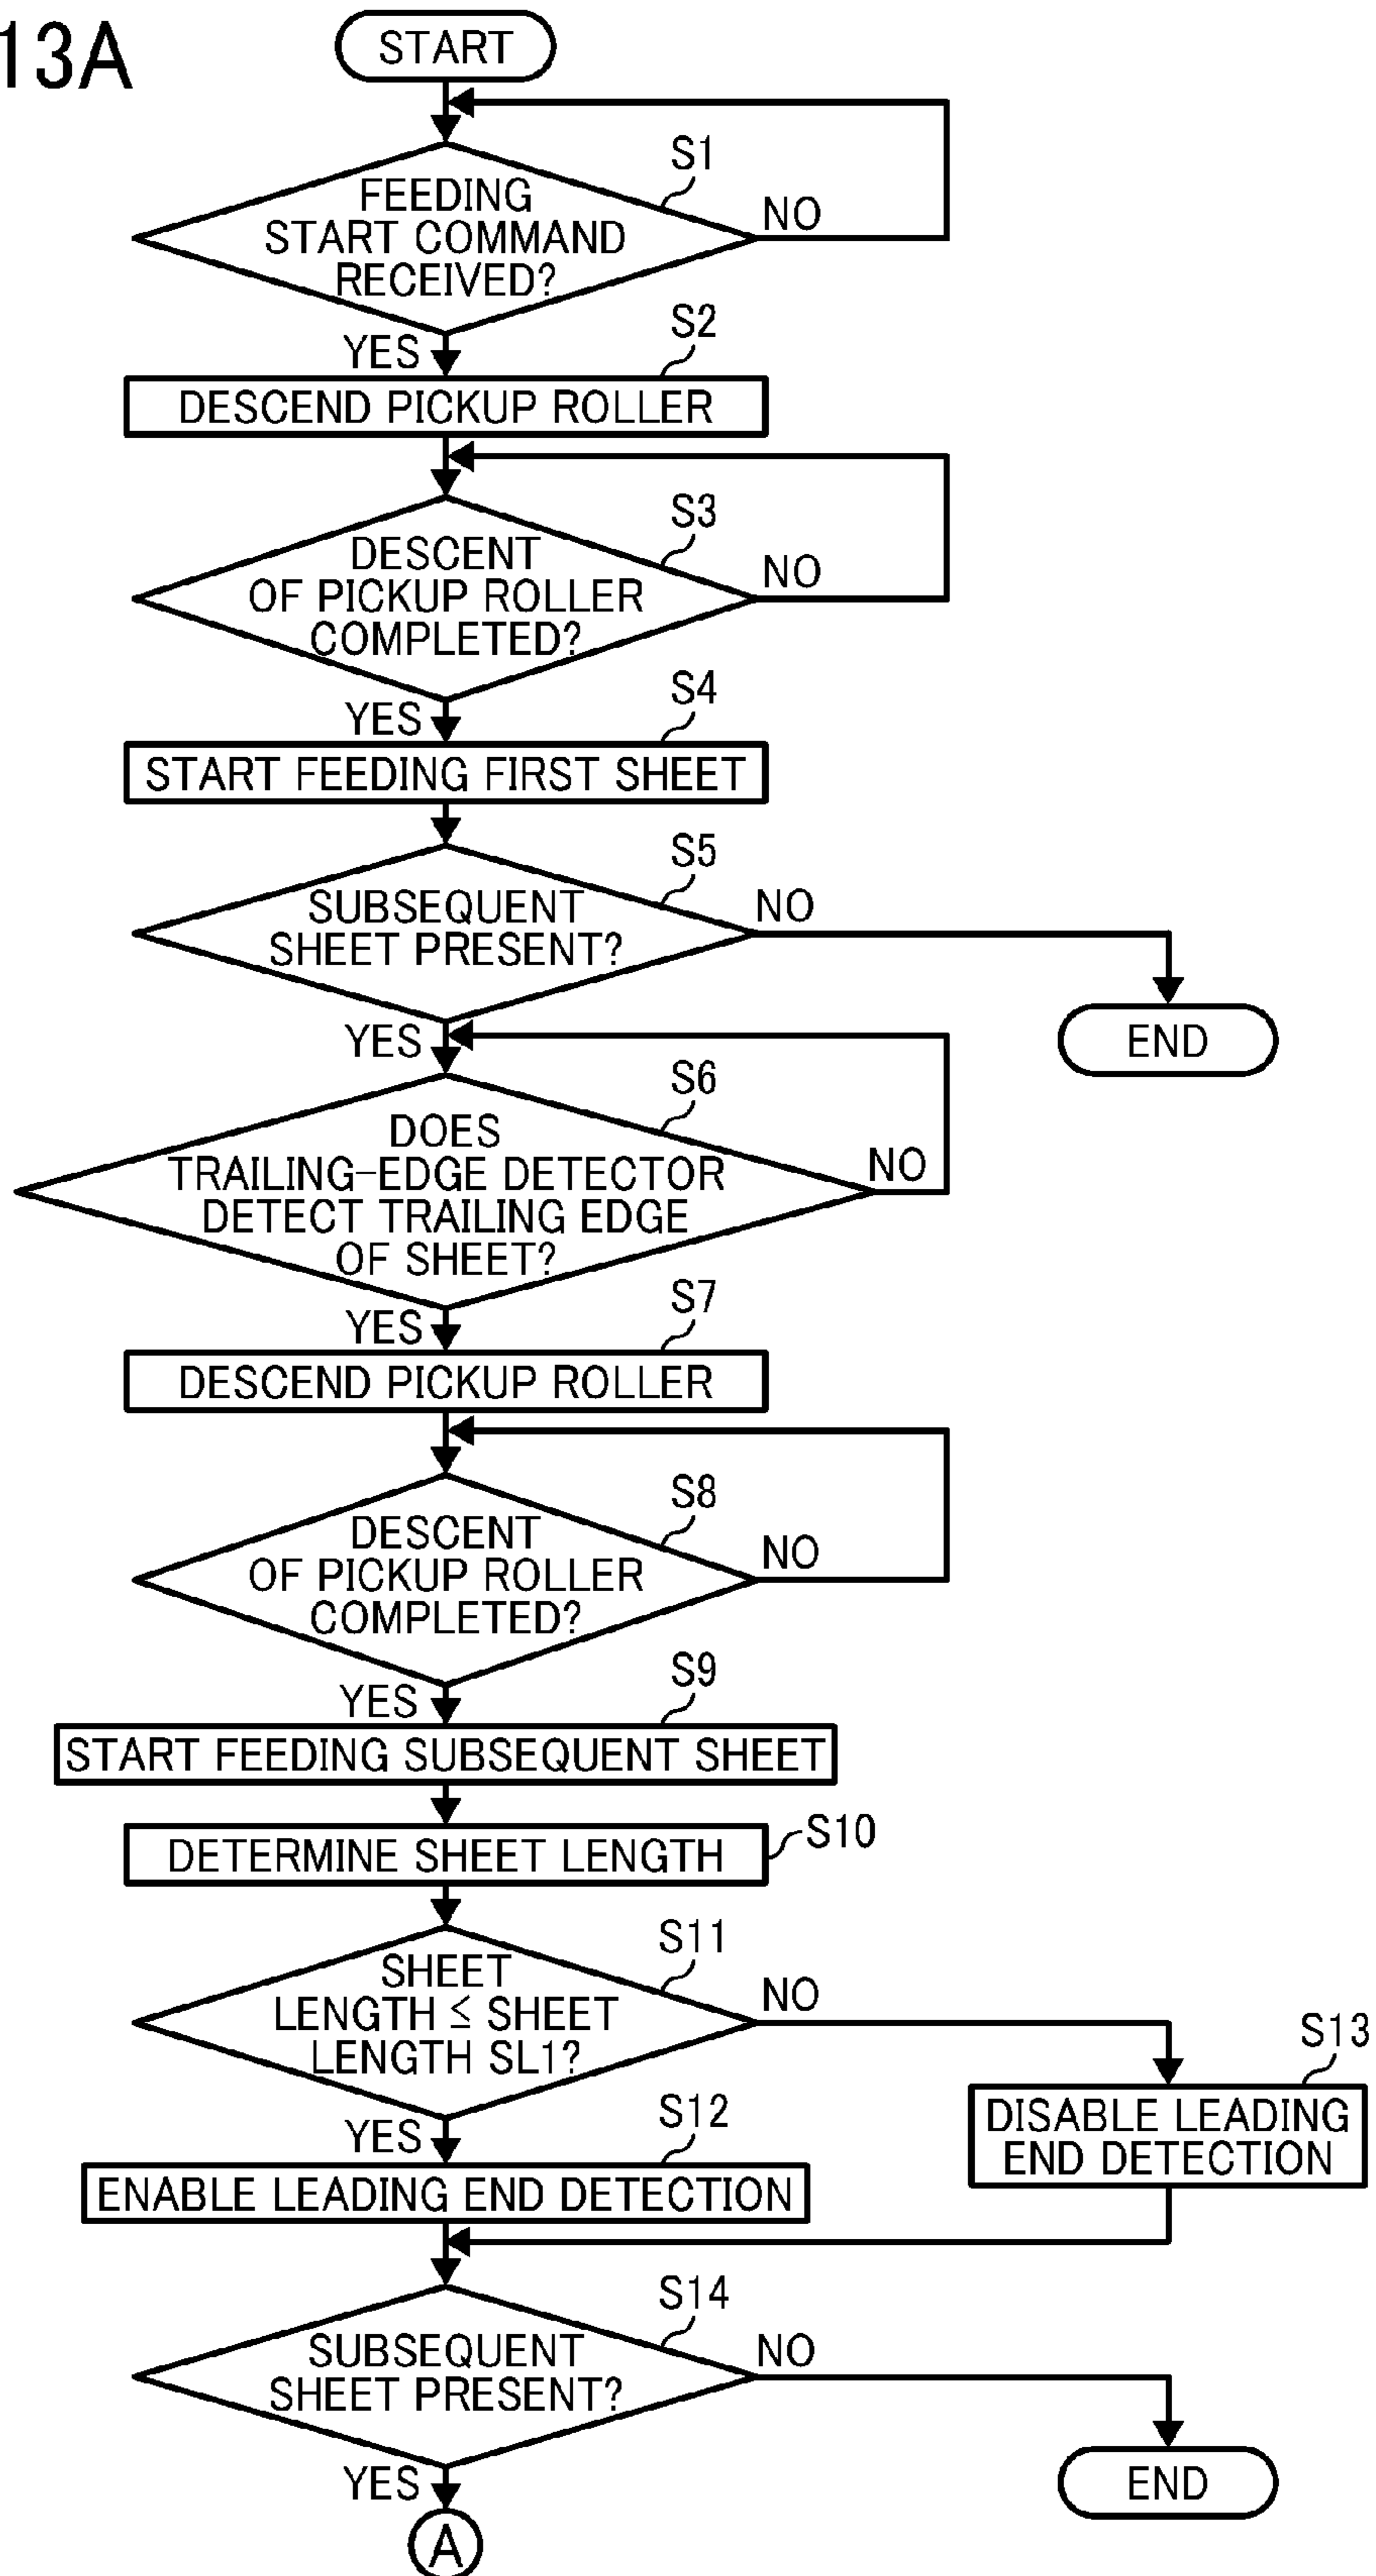 13A
START
S1
FEEDING
START COMMAND
RECEIVED?
NO
YES
S2
DESCEND PICKUP ROLLER
S3
DESCENT
OF PICKUP ROLLER
COMPLETED?
NO
YES
S4
START FEEDING FIRST SHEET
S5
SUBSEQUENT
SHEET PRESENT?
NO
YES
END
S6
DOES
TRAILING-EDGE DETECTOR
DETECT TRAILING EDGE
OF SHEET?
NO
YES
S7
DESCEND PICKUP ROLLER
S8
DESCENT
OF PICKUP ROLLER
COMPLETED?
NO
YES
S9
START FEEDING SUBSEQUENT SHEET
S10
DETERMINE SHEET LENGTH
S11
SHEET
LENGTH ≦ SHEET
LENGTH SL1?
NO
YES
S12
ENABLE LEADING END DETECTION
S13
DISABLE LEADING
END DETECTION
S14
SUBSEQUENT
SHEET PRESENT?
NO
YES
END
A